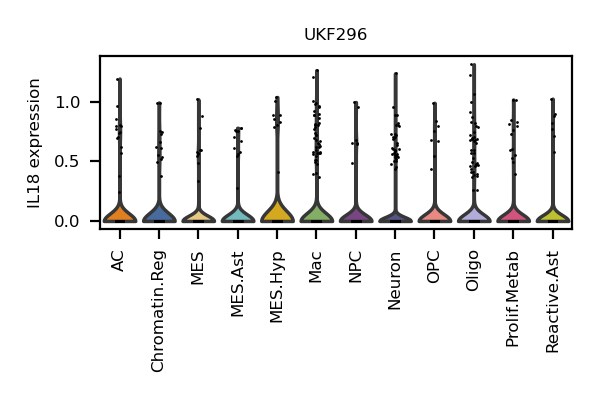 UKF296
IL18 expression
1.0
0.5
0.0
AC
Chromatin.Reg
MES
MES.Ast
MES.Hyp
Mac
NPC
Neuron
OPC
Oligo
Prolif.Metab
Reactive.Ast